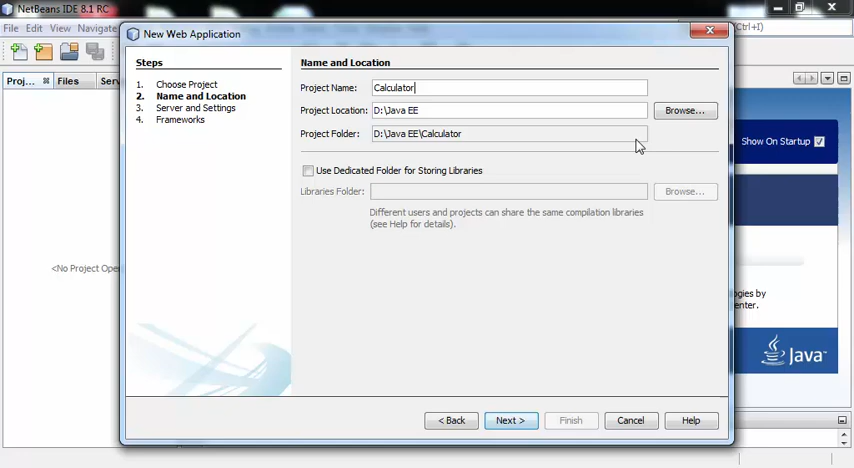 NetBeans IDE 8.1 RC
File Edit View Navigate
+I)
New Web Application
Proj... Files Serv
Steps
1. Choose Project
2. Name and Location
3. Server and Settings
4. Frameworks
Name and Location
Project Name: Calculator
Project Location: D:\Java EE Browse...
Project Folder: D:\Java EE\Calculator
Use Dedicated Folder for Storing Libraries
Libraries Folder: Browse...
Different users and projects can share the same compilation libraries
(see Help for details).
Show On Startup
<No Project Ope
ogies by
enter.
Java™
< Back Next > Finish Cancel Help